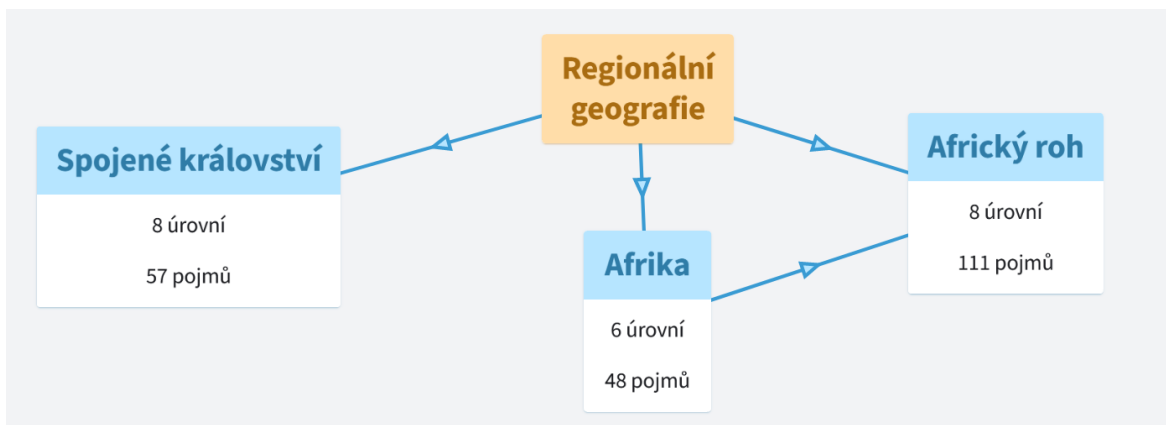 Regionální
geografie
Spojené království
8 úrovní
57 pojmů
Afrika
6 úrovní
48 pojmů
Africký roh
8 úrovní
111 pojmů